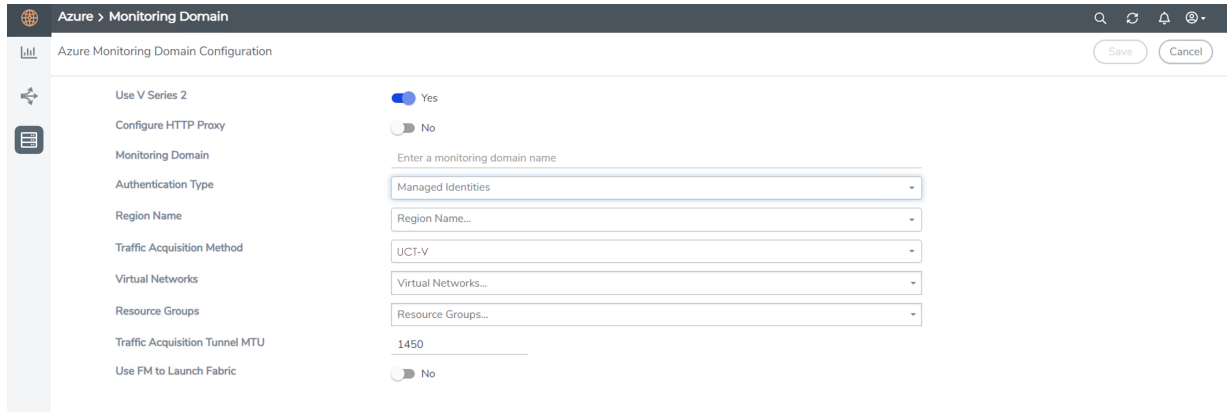 Azure > Monitoring Domain
Azure Monitoring Domain Configuration
Save
Cancel
Use V Series 2
Yes
Configure HTTP Proxy
No
Monitoring Domain
Enter a monitoring domain name
Authentication Type
Managed Identities
Region Name
Region Name...
Traffic Acquisition Method
UCT-V
Virtual Networks
Virtual Networks...
Resource Groups
Resource Groups...
Traffic Acquisition Tunnel MTU
1450
Use FM to Launch Fabric
No